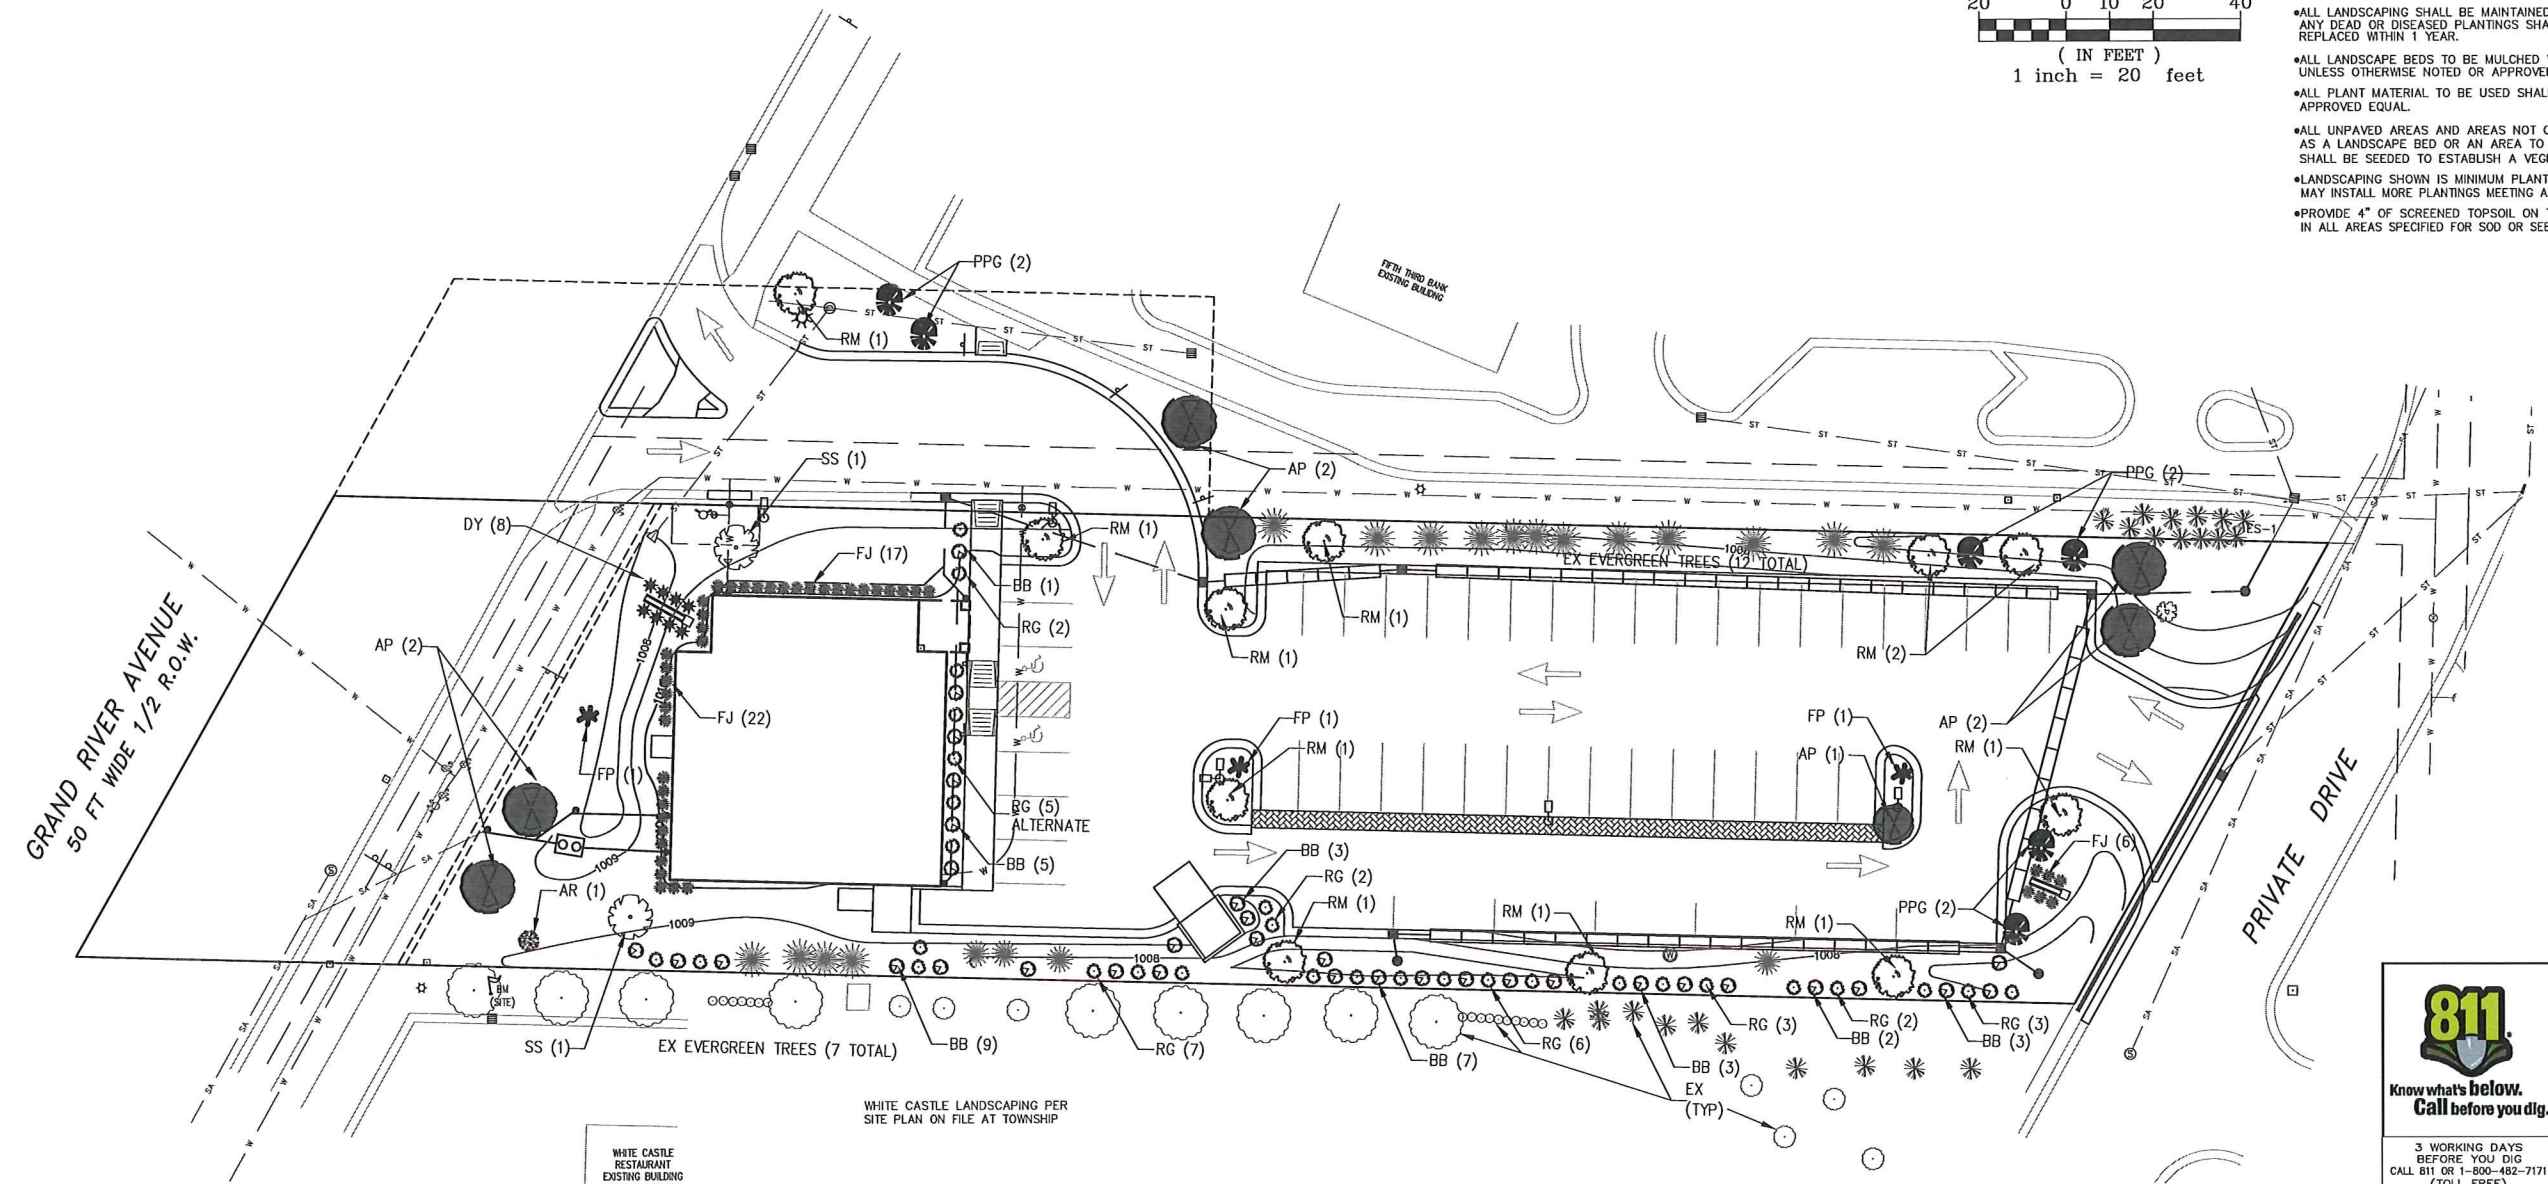 20 0 10 20 40
( IN FEET )
1 inch = 20 feet
•ALL LANDSCAPING SHALL BE MAINTAINED
ANY DEAD OR DISEASED PLANTINGS
REPLACED WITHIN 1 YEAR.
•ALL LANDSCAPE BEDS TO BE MULCHED
UNLESS OTHERWISE NOTED OR
•ALL PLANT MATERIAL TO BE USED
APPROVED EQUAL.
•ALL UNPAVED AREAS AND AREAS NOT
AS A LANDSCAPE BED OR AN AREA TO
SHALL BE SEEDED TO ESTABLISH A
•LANDSCAPING SHOWN IS MINIMUM
MAY INSTALL MORE PLANTINGS MEETING
•PROVIDE 4" OF SCREENED TOPSOIL ON
IN ALL AREAS SPECIFIED FOR SOD OR
FIFTH THIRD BANK
EXISTING BUILDING
PPG (2)
RM (1)
SS (1)
AP (2)
PPG (2)
DY (8)
FJ (17)
RM (1)
ES-1
EX EVERGREEN TREES (12 TOTAL)
1008
BB (1)
RG (2)
RM (1)
RM (1)
RM (2)
AP (2)
1008
FJ (22)
FP (1)
RM (1)
FP (1)
AP (1)
AP (2)
RM (1)
FP (1)
RG (5)
ALTERNATE
BB (5)
GRAND RIVER AVENUE
50 FT WIDE 1/2 R.O.W.
PRIVATE DRIVE
1009
AR (1)
1009
BB (3)
RG (2)
RM (1)
RM (1)
RM (1)
PPG (2)
FJ (6)
1008
1008
BM
(SITE)
SS (1)
EX EVERGREEN TREES (7 TOTAL)
BB (9)
RG (7)
BB (7)
RG (6)
BB (3)
RG (3)
BB (2)
RG (2)
BB (3)
RG (3)
EX
(TYP)
WHITE CASTLE LANDSCAPING PER
SITE PLAN ON FILE AT TOWNSHIP
WHITE CASTLE
RESTAURANT
EXISTING BUILDING
811
Know what's below.
Call before you dig.
3 WORKING DAYS
BEFORE YOU DIG
CALL 811 OR 1-800-482-7171
(TOLL FREE)